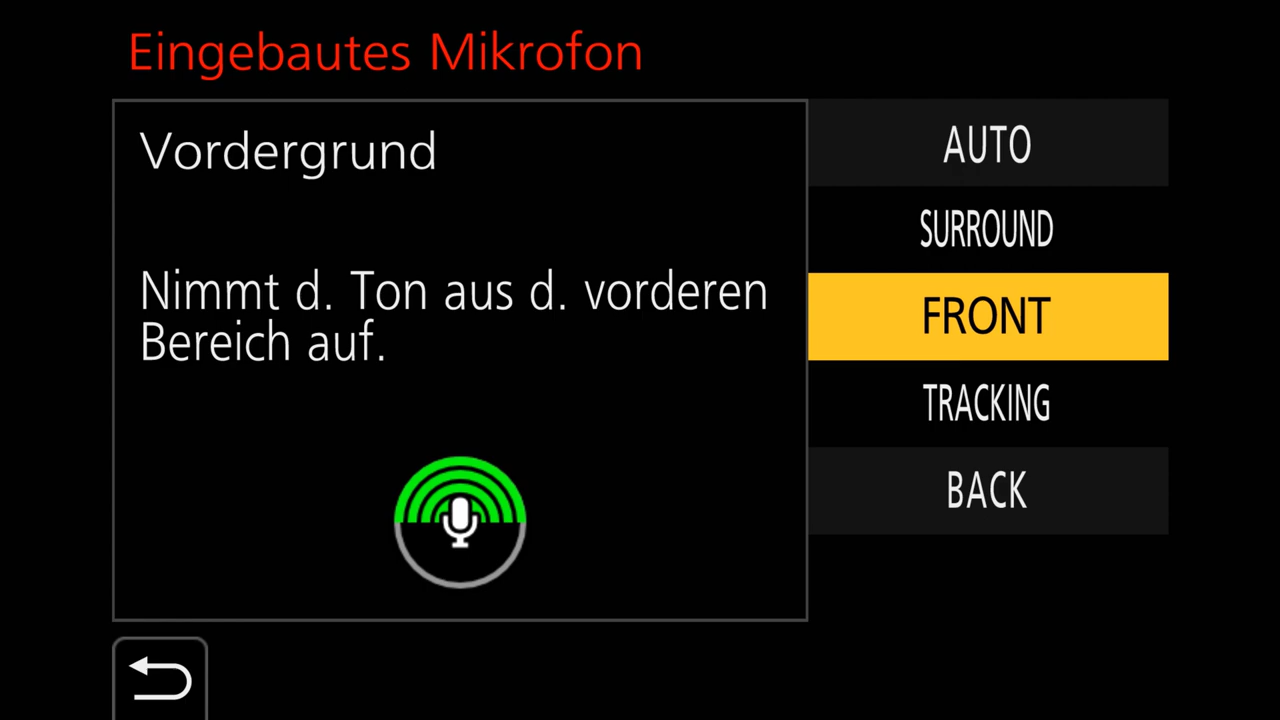 Eingebautes Mikrofon
Vordergrund
Nimmt d. Ton aus d. vorderen
Bereich auf.
AUTO
SURROUND
FRONT
TRACKING
BACK